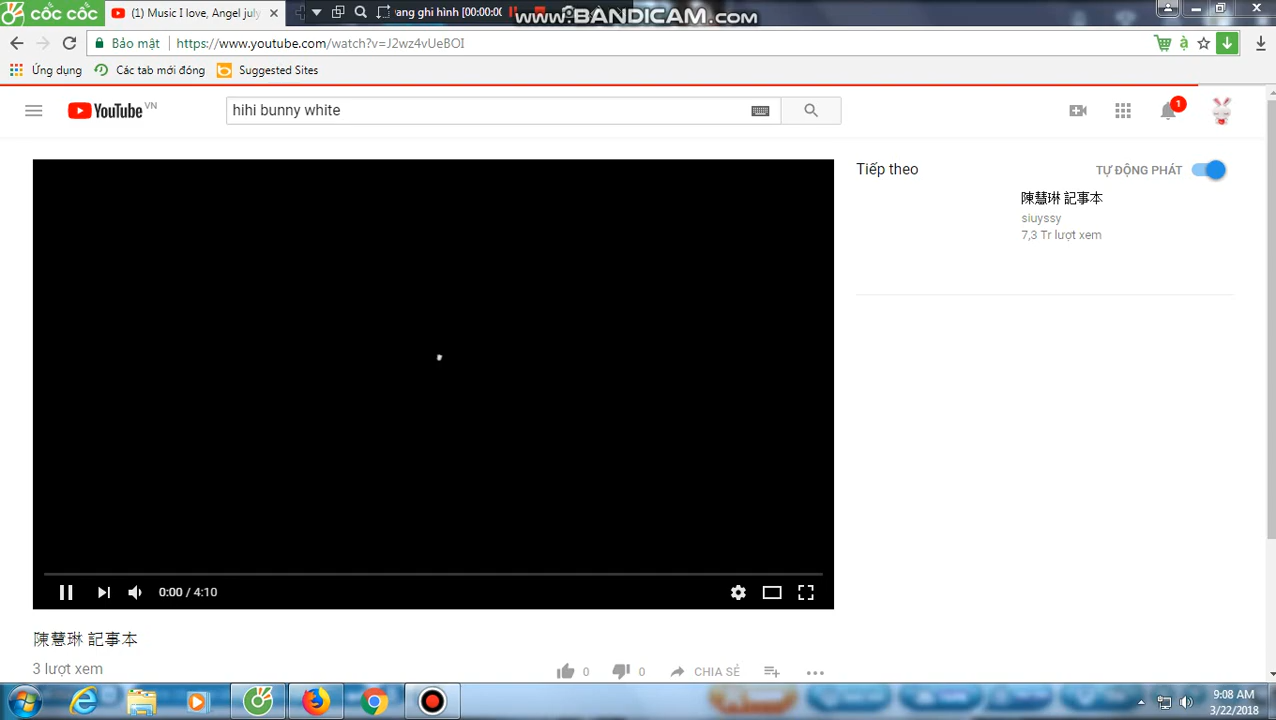 cốc cốc
(1) Music I love, Angel july
ang ghi hình [00:00:00
www.BANDICAM.com
Bảo mật
https://www.youtube.com/watch?v=J2wz4vUeBOI
Ứng dụng
Các tab mới đóng
Suggested Sites
YouTube VN
hihi bunny white
1
Tiếp theo
TỰ ĐỘNG PHÁT
陳慧琳 記事本
siuyssy
7,3 Tr lượt xem
0:00 / 4:10
陳慧琳 記事本
3 lượt xem
0
0
CHIA SẺ
9:08 AM
3/22/2018